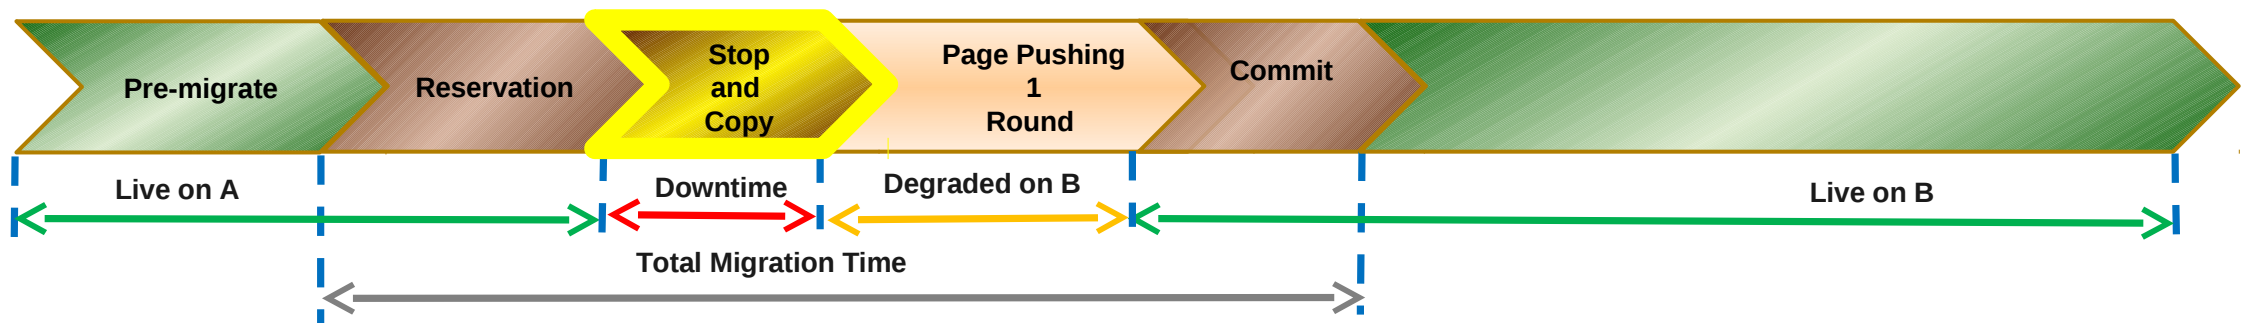 Pre-migrate
Reservation
Stop
and
Copy
Page Pushing
1
Round
Commit
Live on A
Downtime
Degraded on B
Live on B
Total Migration Time